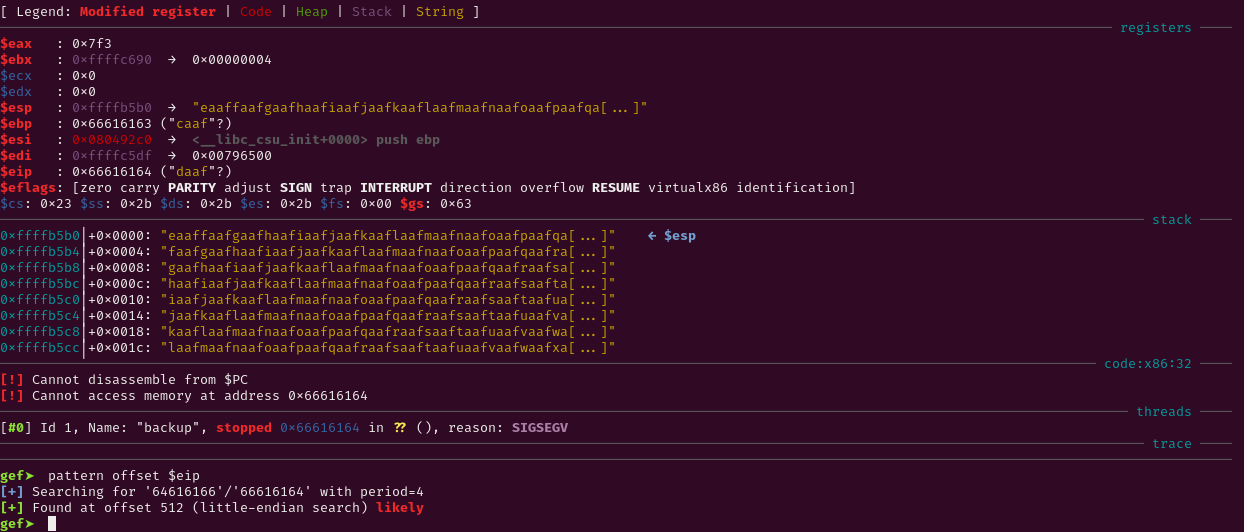 [ Legend: Modified register | Code | Heap | Stack | String ]
registers
$eax   : 0x7f3
$ebx   : 0xffffc690  →  0x00000004
$ecx   : 0x0
$edx   : 0x0
$esp   : 0xffffb5b0  →  "eaaffaafgaafhaafiaafjaafkaaflaafmaafnaafoaafpaafqa[...]"
$ebp   : 0x66616163 ("caaf"?)
$esi   : 0x080492c0  →  <__libc_csu_init+0000> push ebp
$edi   : 0xffffc5df  →  0x00796500
$eip   : 0x66616164 ("daaf"?)
$eflags: [zero carry PARITY adjust SIGN trap INTERRUPT direction overflow RESUME virtualx86 identification]
$cs: 0x23 $ss: 0x2b $ds: 0x2b $es: 0x2b $fs: 0x00 $gs: 0x63
stack
0xffffb5b0│+0x0000: "eaaffaafgaafhaafiaafjaafkaaflaafmaafnaafoaafpaafqa[...]"    ← $esp
0xffffb5b4│+0x0004: "faafgaafhaafiaafjaafkaaflaafmaafnaafoaafpaafqaafra[...]"
0xffffb5b8│+0x0008: "gaafhaafiaafjaafkaaflaafmaafnaafoaafpaafqaafraafsa[...]"
0xffffb5bc│+0x000c: "haafiaafjaafkaaflaafmaafnaafoaafpaafqaafraafsaafta[...]"
0xffffb5c0│+0x0010: "iaafjaafkaaflaafmaafnaafoaafpaafqaafraafsaaftaafua[...]"
0xffffb5c4│+0x0014: "jaafkaaflaafmaafnaafoaafpaafqaafraafsaaftaafuaafva[...]"
0xffffb5c8│+0x0018: "kaaflaafmaafnaafoaafpaafqaafraafsaaftaafuaafvaafwa[...]"
0xffffb5cc│+0x001c: "laafmaafnaafoaafpaafqaafraafsaaftaafuaafvaafwaafxa[...]"
code:x86:32
[!] Cannot disassemble from $PC
[!] Cannot access memory at address 0x66616164
threads
[#0] Id 1, Name: "backup", stopped 0x66616164 in ?? (), reason: SIGSEGV
trace
gef➤  pattern offset $eip
[+] Searching for '64616166'/'66616164' with period=4
[+] Found at offset 512 (little-endian search) likely
gef➤